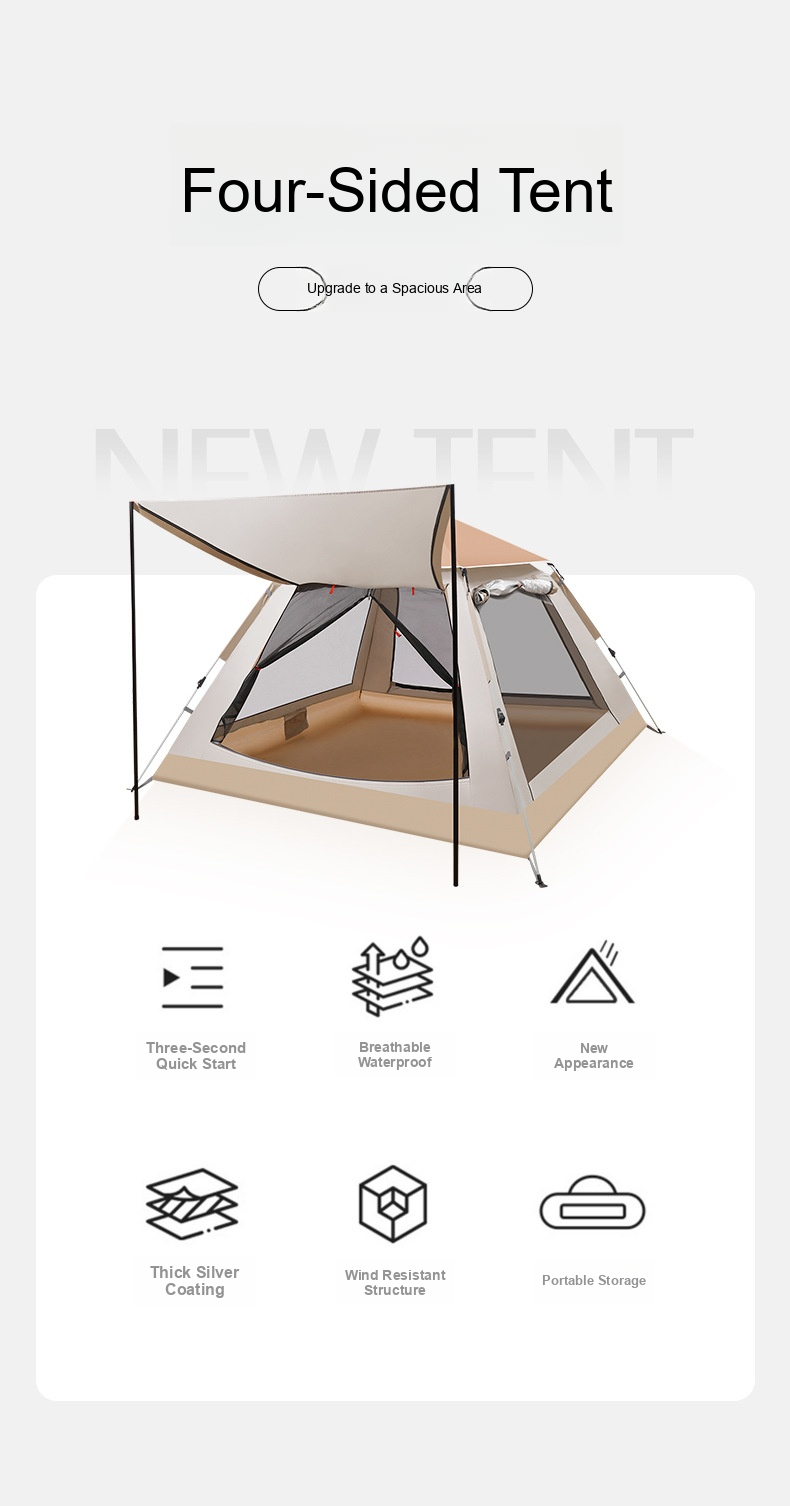 Four-Sided Tent
Upgrade to a Spacious Area
NEW TENT
Three-Second
Quick Start
Breathable
Waterproof
New
Appearance
Thick Silver
Coating
Wind Resistant
Structure
Portable Storage